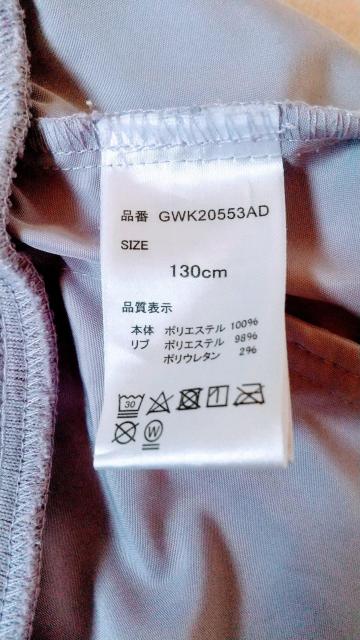 品番 GWK20553AD
SIZE
130cm
品質表示
本体 ポリエステル 100%
リブ ポリエステル 98%
ポリウレタン 2%
30
W